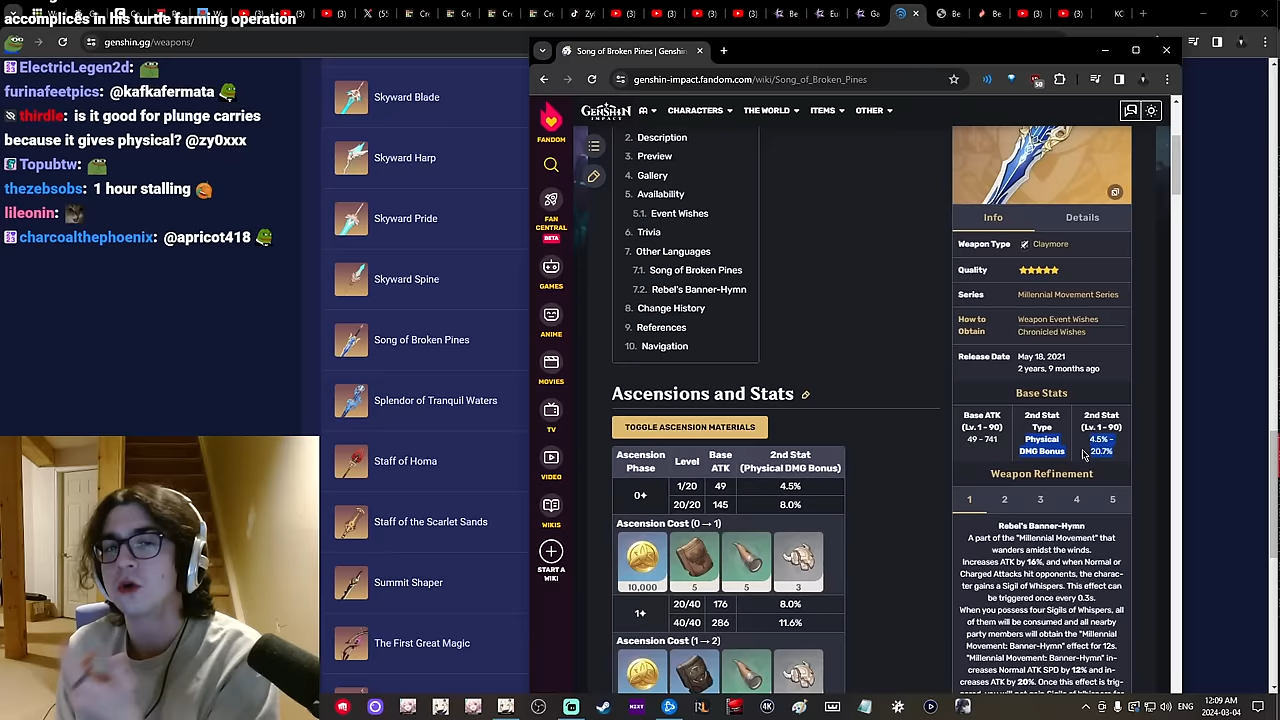 accomplices in his turtle farming operation
genshin.gg/weapons/
ElectricLegen2d:
furinafeetpics: @kafkafermata
thirdle: is it good for plunge carries
because it gives physical? @zy0xxx
Topubtw:
thezebsobs: 1 hour stalling
lileonin:
charcoalthephoenix: @apricot418
Skyward Blade
Skyward Harp
Skyward Pride
Skyward Spine
Song of Broken Pines
Splendor of Tranquil Waters
Staff of Homa
Staff of the Scarlet Sands
Summit Shaper
The First Great Magic
Song of Broken Pines | Genshin
genshin-impact.fandom.com/wiki/Song_of_Broken_Pines
50
FANDOM
FAN
CENTRAL
BETA
GAMES
ANIME
MOVIES
TV
VIDEO
WIKIS
START A
WIKI
GENSHIN
CHARACTERS
THE WORLD
ITEMS
OTHER
2. Description
3. Preview
4. Gallery
5. Availability
5.1. Event Wishes
6. Trivia
7. Other Languages
7.1. Song of Broken Pines
7.2. Rebel's Banner-Hymn
8. Change History
9. References
10. Navigation
Ascensions and Stats
TOGGLE ASCENSION MATERIALS
Ascension Phase Level Base ATK 2nd Stat (Physical DMG Bonus)
0✦ 1/20 49 4.5%
20/20 145 8.0%
Ascension Cost (0 → 1)
10,000 5 5 3
1✦ 20/40 176 8.0%
40/40 286 11.6%
Ascension Cost (1 → 2)
Info Details
Weapon Type Claymore
Quality
Series Millennial Movement Series
How to Obtain Weapon Event Wishes
Chronicled Wishes
Release Date May 18, 2021
2 years, 9 months ago
Base Stats
Base ATK (Lv. 1 - 90) 49 - 741
2nd Stat Type Physical DMG Bonus
2nd Stat (Lv. 1 - 90) 4.5% - 20.7%
Weapon Refinement
1 2 3 4 5
Rebel's Banner-Hymn
A part of the "Millennial Movement" that
wanders amidst the winds.
Increases ATK by 16%, and when Normal or
Charged Attacks hit opponents, the charac-
ter gains a Sigil of Whispers. This effect can
be triggered once every 0.3s.
When you possess four Sigils of Whispers, all
of them will be consumed and all nearby
party members will obtain the "Millennial
Movement: Banner-Hymn" effect for 12s.
"Millennial Movement: Banner-Hymn" in-
creases Normal ATK SPD by 12% and in-
creases ATK by 20%. Once this effect is trig-
12:09 AM
2024-03-04